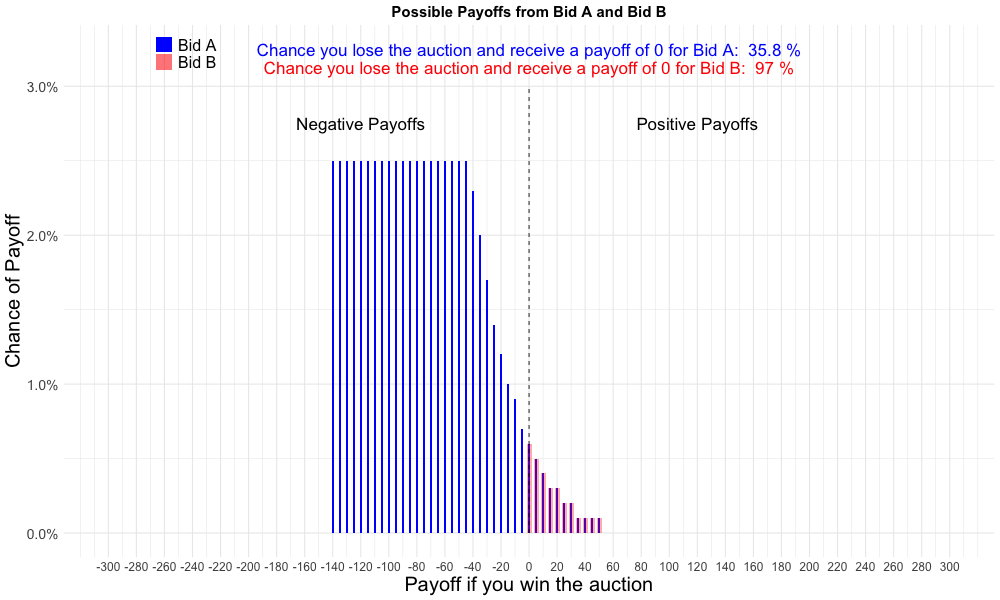 Possible Payoffs from Bid A and Bid B
Bid A
Bid B
Chance you lose the auction and receive a payoff of 0 for Bid A: 35.8 %
Chance you lose the auction and receive a payoff of 0 for Bid B: 97 %
Negative Payoffs
Positive Payoffs
Chance of Payoff
3.0%
2.0%
1.0%
0.0%
-300 -280 -260 -240 -220 -200 -180 -160 -140 -120 -100 -80 -60 -40 -20 0 20 40 60 80 100 120 140 160 180 200 220 240 260 280 300
Payoff if you win the auction